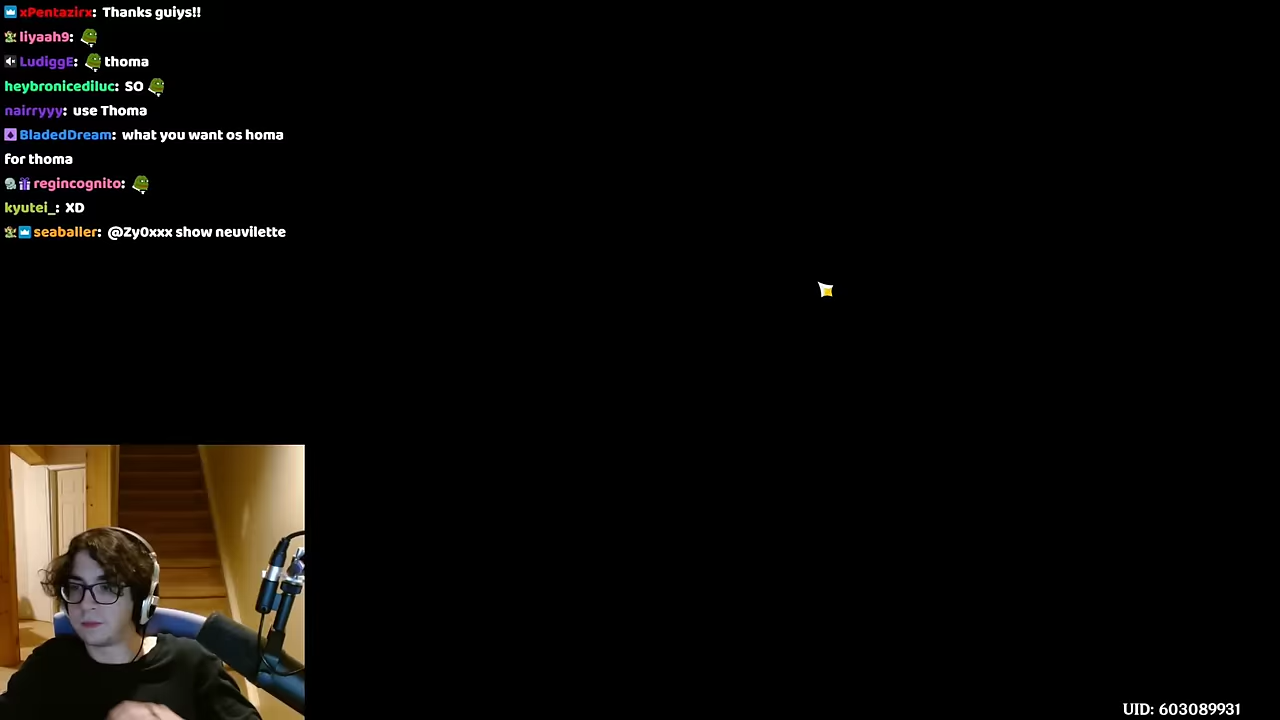 xPentazirx: Thanks guiys!!
liyaah9:
LudiggE: thoma
heybronicediluc: SO
nairryyy: use Thoma
BladedDream: what you want os homa
for thoma
regincognito:
kyutei_: XD
seaballer: @Zy0xxx show neuvilette
UID: 603089931